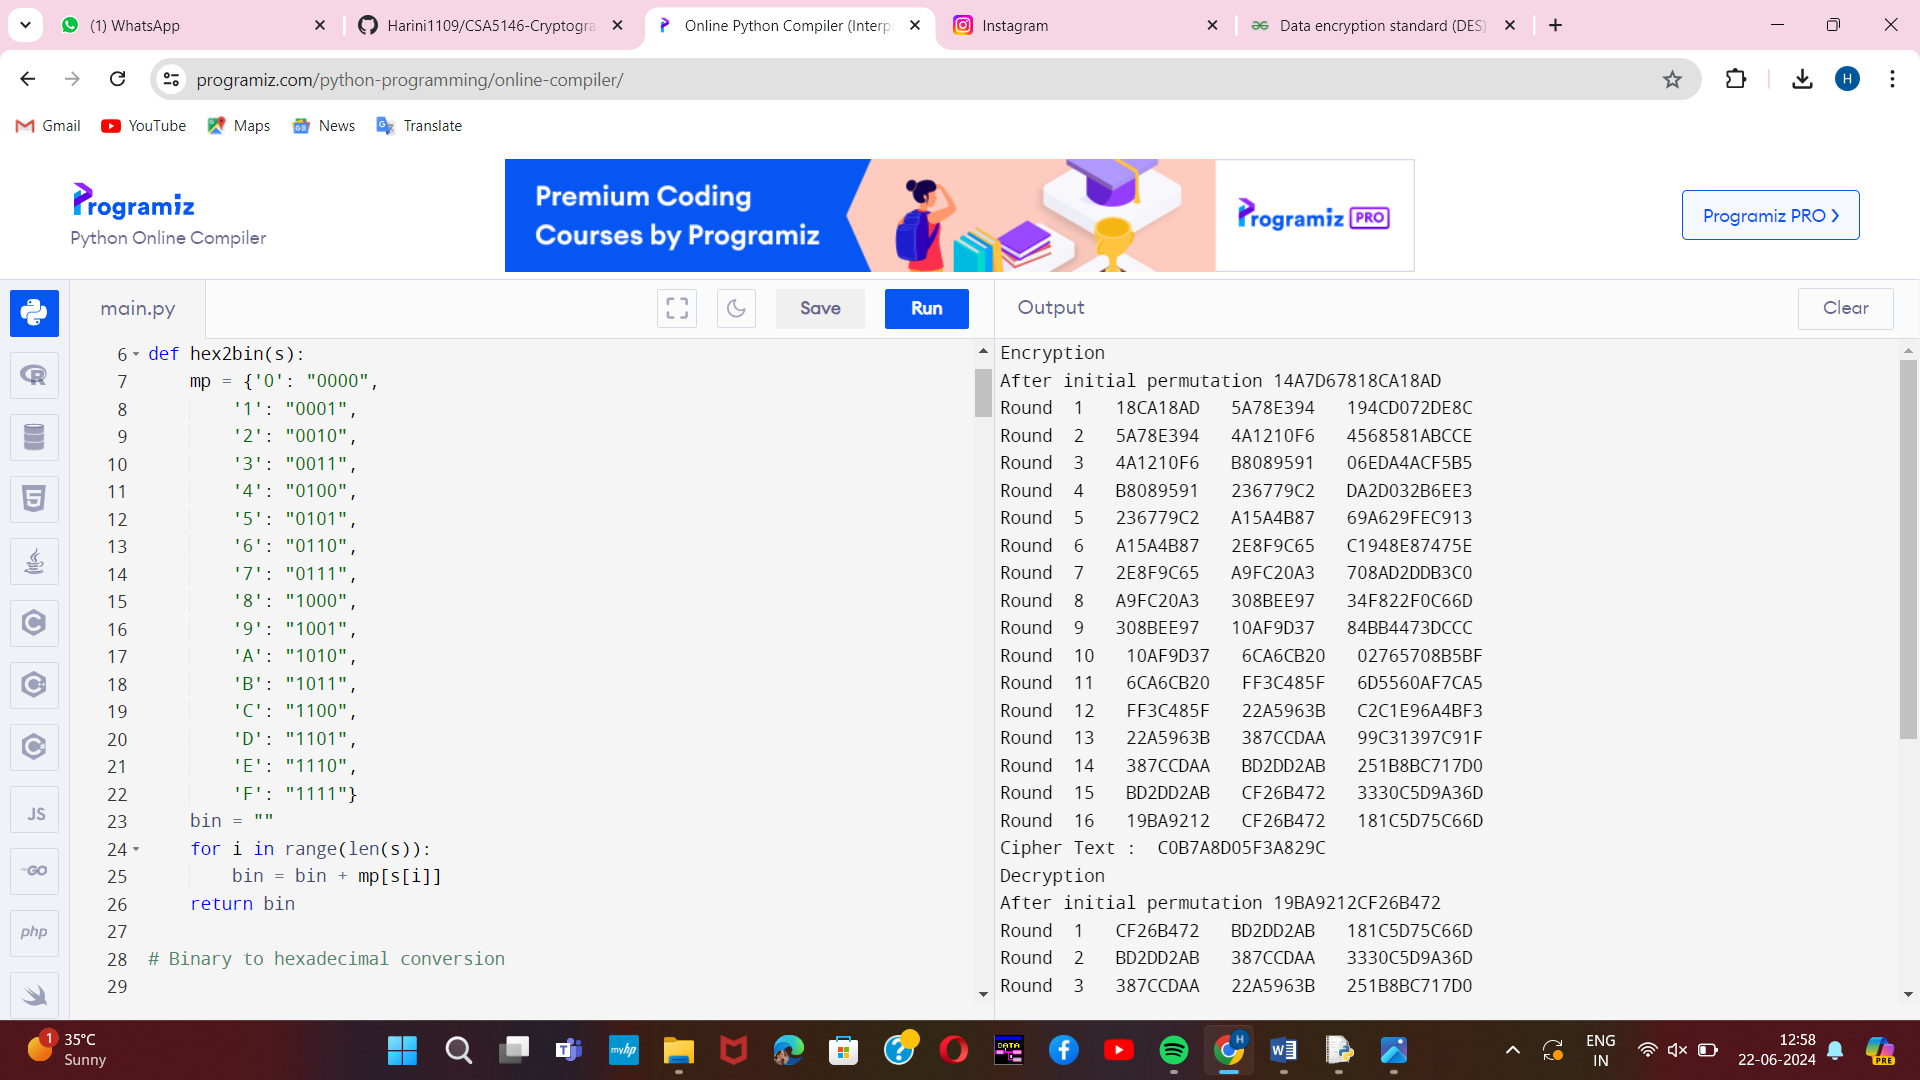 (1) WhatsApp
Harini1109/CSA5146-Cryptogra
Online Python Compiler (Interp
Instagram
Data encryption standard (DES)
programiz.com/python-programming/online-compiler/
H
Gmail
YouTube
Maps
News
Translate
Programiz
Python Online Compiler
Premium Coding
Courses by Programiz
Programiz PRO
Programiz PRO
main.py
Save
Run
Output
Clear
6 def hex2bin(s):
7 mp = {'0': "0000",
8 '1': "0001",
9 '2': "0010",
10 '3': "0011",
11 '4': "0100",
12 '5': "0101",
13 '6': "0110",
14 '7': "0111",
15 '8': "1000",
16 '9': "1001",
17 'A': "1010",
18 'B': "1011",
19 'C': "1100",
20 'D': "1101",
21 'E': "1110",
22 'F': "1111"}
23 bin = ""
24 for i in range(len(s)):
25 bin = bin + mp[s[i]]
26 return bin
27
28 # Binary to hexadecimal conversion
29
Encryption
After initial permutation 14A7D67818CA18AD
Round 1 18CA18AD 5A78E394 194CD072DE8C
Round 2 5A78E394 4A1210F6 4568581ABCCE
Round 3 4A1210F6 B8089591 06EDA4ACF5B5
Round 4 B8089591 236779C2 DA2D032B6EE3
Round 5 236779C2 A15A4B87 69A629FEC913
Round 6 A15A4B87 2E8F9C65 C1948E87475E
Round 7 2E8F9C65 A9FC20A3 708AD2DDB3C0
Round 8 A9FC20A3 308BEE97 34F822F0C66D
Round 9 308BEE97 10AF9D37 84BB4473DCCC
Round 10 10AF9D37 6CA6CB20 02765708B5BF
Round 11 6CA6CB20 FF3C485F 6D5560AF7CA5
Round 12 FF3C485F 22A5963B C2C1E96A4BF3
Round 13 22A5963B 387CCDAA 99C31397C91F
Round 14 387CCDAA BD2DD2AB 251B8BC717D0
Round 15 BD2DD2AB CF26B472 3330C5D9A36D
Round 16 19BA9212 CF26B472 181C5D75C66D
Cipher Text : C0B7A8D05F3A829C
Decryption
After initial permutation 19BA9212CF26B472
Round 1 CF26B472 BD2DD2AB 181C5D75C66D
Round 2 BD2DD2AB 387CCDAA 3330C5D9A36D
Round 3 387CCDAA 22A5963B 251B8BC717D0
R
5
JS
GO
php
1
35°C
Sunny
myhp
DATA
H
W
ENG
IN
12:58
22-06-2024
PRE